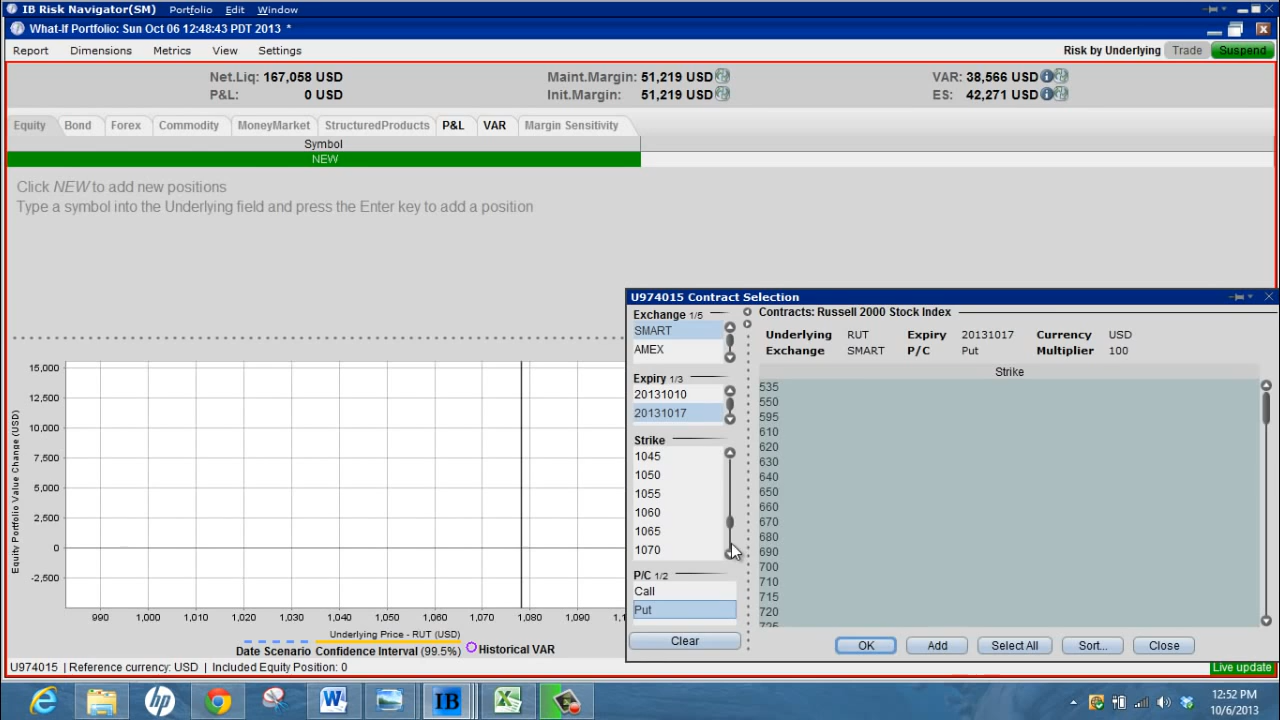 IB Risk Navigator(SM) Portfolio Edit Window
What-If Portfolio: Sun Oct 06 12:48:43 PDT 2013 *
Report Dimensions Metrics View Settings Risk by Underlying Trade Suspend
Net.Liq: 167,058 USD Maint.Margin: 51,219 USD VAR: 38,566 USD
P&L: 0 USD Init.Margin: 51,219 USD ES: 42,271 USD
Equity Bond Forex Commodity MoneyMarket StructuredProducts P&L VAR Margin Sensitivity
Symbol
NEW
Click NEW to add new positions
Type a symbol into the Underlying field and press the Enter key to add a position
15,000
12,500
10,000
7,500
5,000
2,500
0
-2,500
Equity Portfolio Value Change (USD)
990 1,000 1,010 1,020 1,030 1,040 1,050 1,060 1,070 1,080 1,090 1,1
Underlying Price - RUT (USD)
Date Scenario Confidence Interval (99.5%) Historical VAR
U974015 Contract Selection
Exchange 1/5
SMART
AMEX
Expiry 1/3
20131010
20131017
Strike
1045
1050
1055
1060
1065
1070
P/C 1/2
Call
Put
Clear
Contracts: Russell 2000 Stock Index
Underlying RUT Expiry 20131017 Currency USD
Exchange SMART P/C Put Multiplier 100
Strike
535
550
595
610
620
630
640
650
660
670
680
690
700
710
715
720
725
OK Add Select All Sort... Close
U974015 | Reference currency: USD | Included Equity Position: 0 Live update
hp W IB X
12:52 PM
10/6/2013